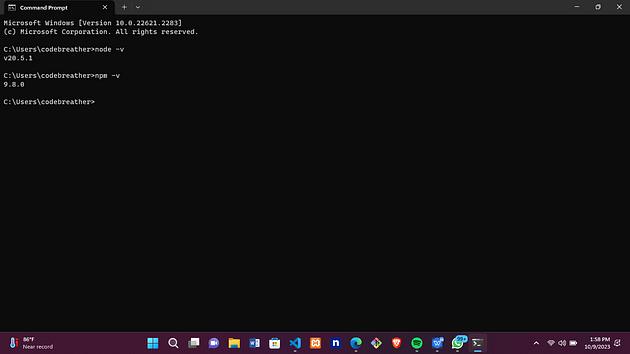 Command Prompt
Microsoft Windows [Version 10.0.22621.2283]
(c) Microsoft Corporation. All rights reserved.
C:\Users\codebreather>node -v
v20.5.1
C:\Users\codebreather>npm -v
9.8.0
C:\Users\codebreather>
86°F
Near record
1:58 PM
10/9/2023